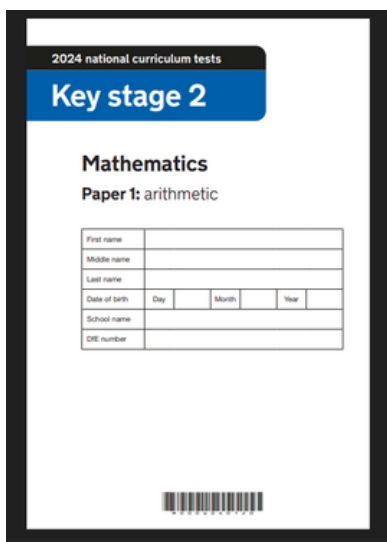 2024 national curriculum tests
Key stage 2
Mathematics
Paper 1: arithmetic
First name
Middle name
Last name
Date of birth Day Month Year
School name
DfE number